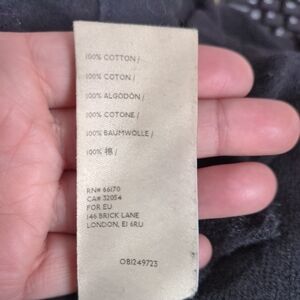 100% COTTON /
100% COTON /
100% ALGODÓN /
100% COTONE /
100% BAUMWOLLE /
100% 棉 /
RN# 66170
CA# 32054
FOR EU
146 BRICK LANE
LONDON, E1 6RU
OB1249723